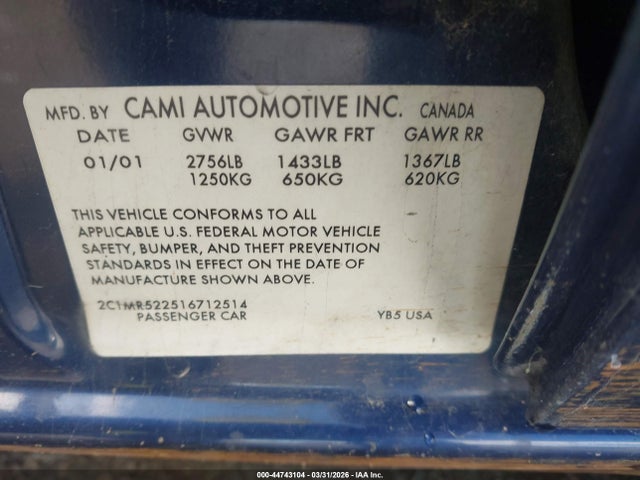 MFD. BY CAMI AUTOMOTIVE INC. CANADA
DATE GVWR GAWR FRT GAWR RR
01/01 2756LB 1433LB 1367LB
1250KG 650KG 620KG
THIS VEHICLE CONFORMS TO ALL
APPLICABLE U.S. FEDERAL MOTOR VEHICLE
SAFETY, BUMPER, AND THEFT PREVENTION
STANDARDS IN EFFECT ON THE DATE OF
MANUFACTURE SHOWN ABOVE.
2C1MR522516712514
PASSENGER CAR YB5 USA
000-44743104 | 03/31/2026 - IAA Inc.